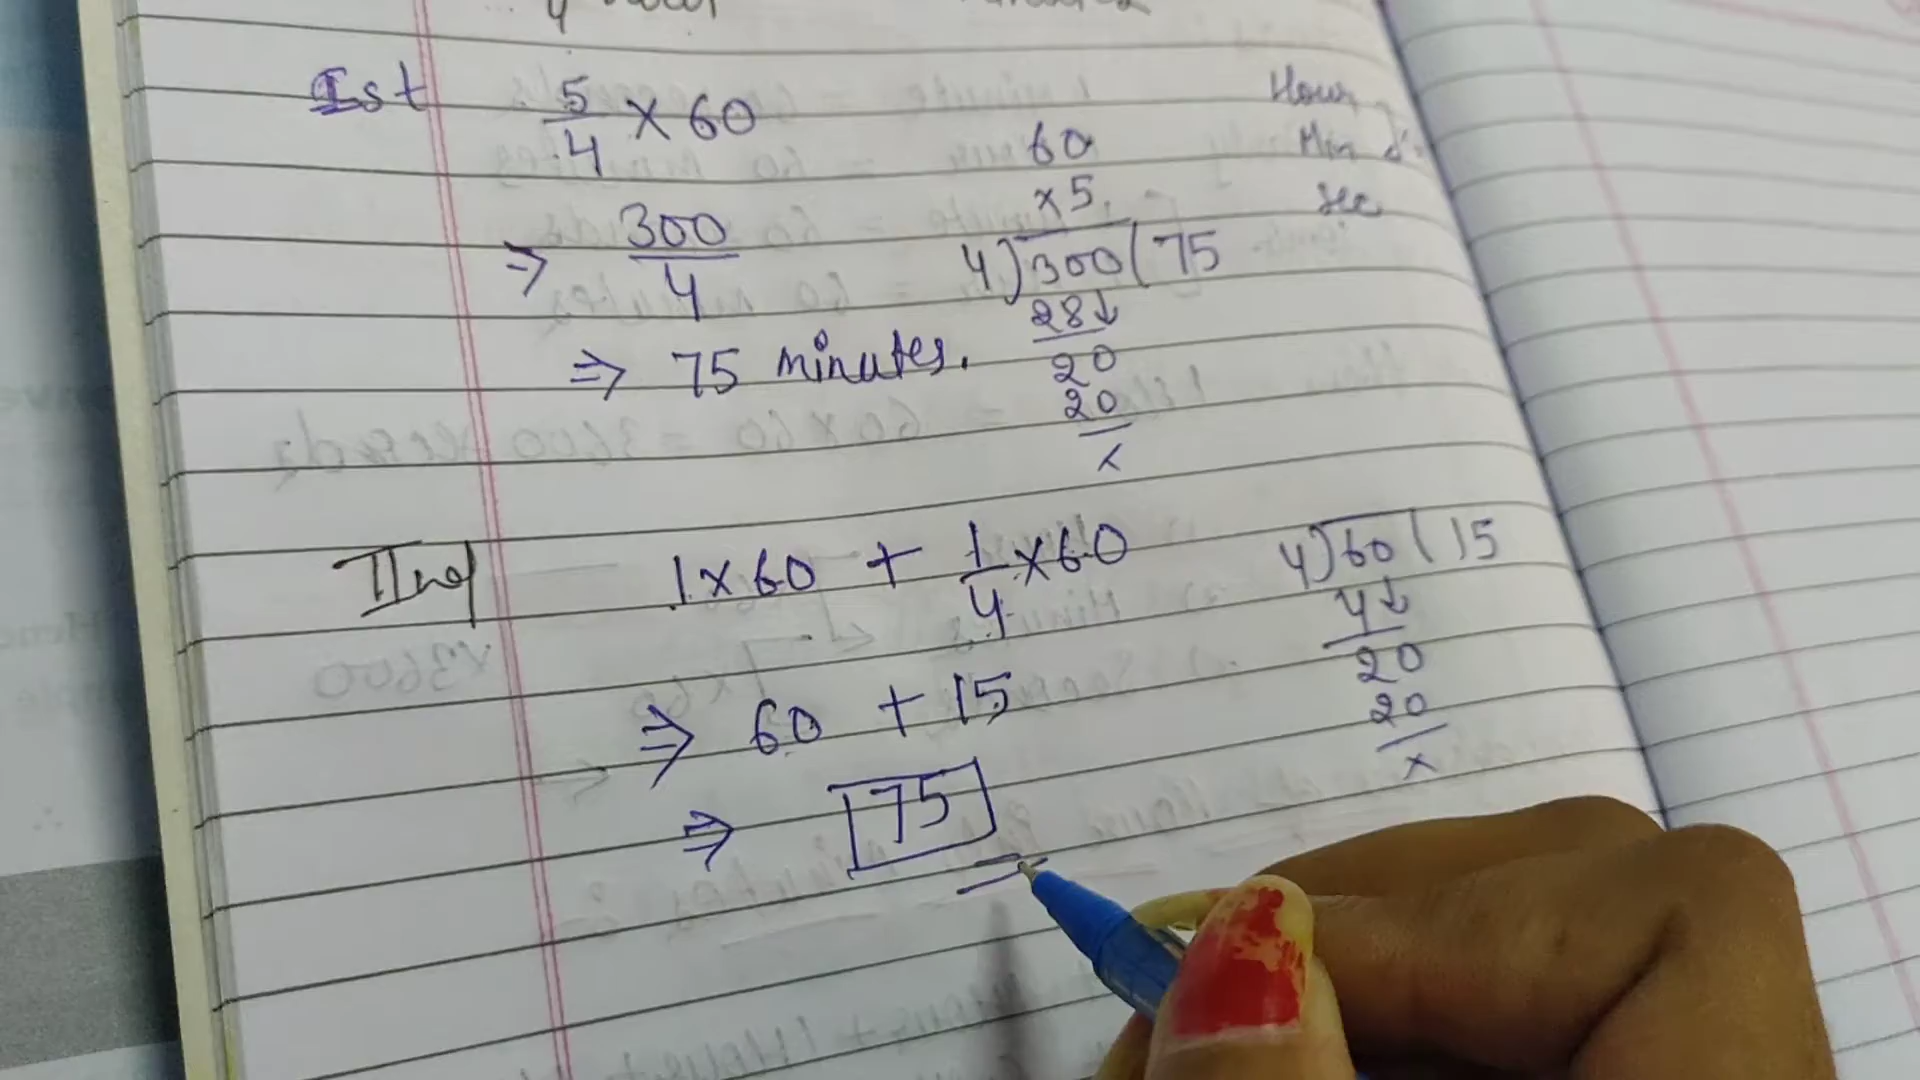 Ist 5/4 × 60
⇒ 300/4
⇒ 75 minutes.
60
×5
4)300(75
28↓
20
20
×
Hour
Min
sec
IInd 1×60 + 1/4×60
⇒ 60 + 15
⇒ 75
4)60(15
4↓
20
20
×